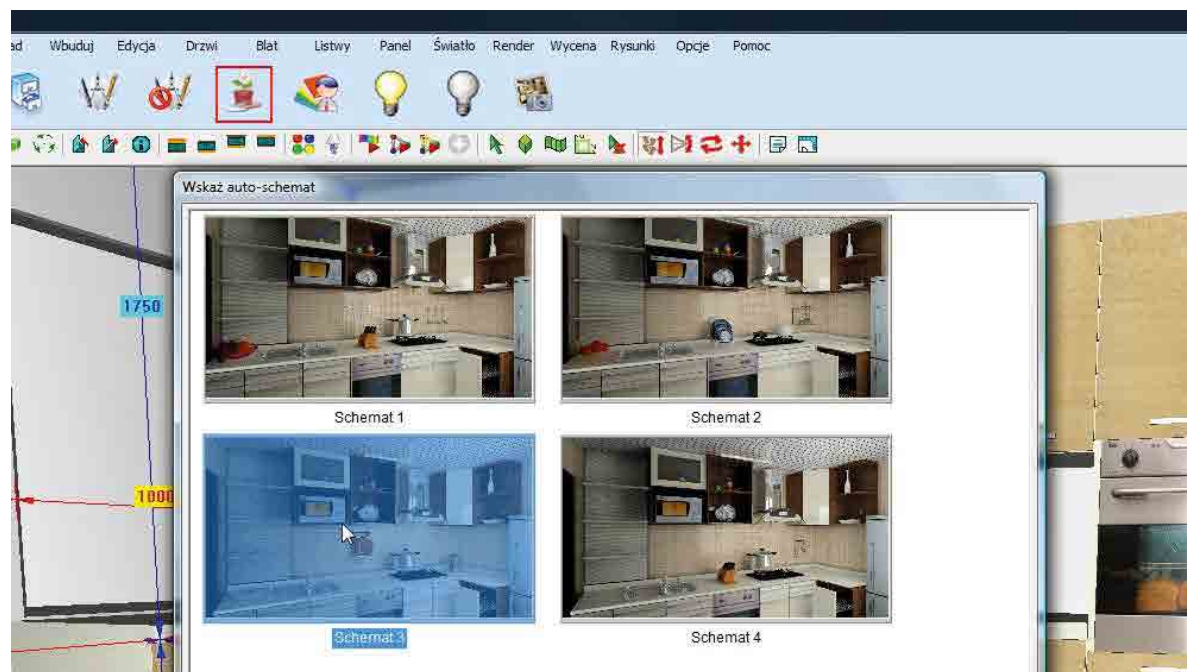 ad Wbuduj Edycja Drzwi Blat Listwy Panel Światło Render Wycena Rysunki Opcje Pomoc
Wskaż auto-schemat
1750
1000
Schemat 1 Schemat 2
Schemat 3 Schemat 4